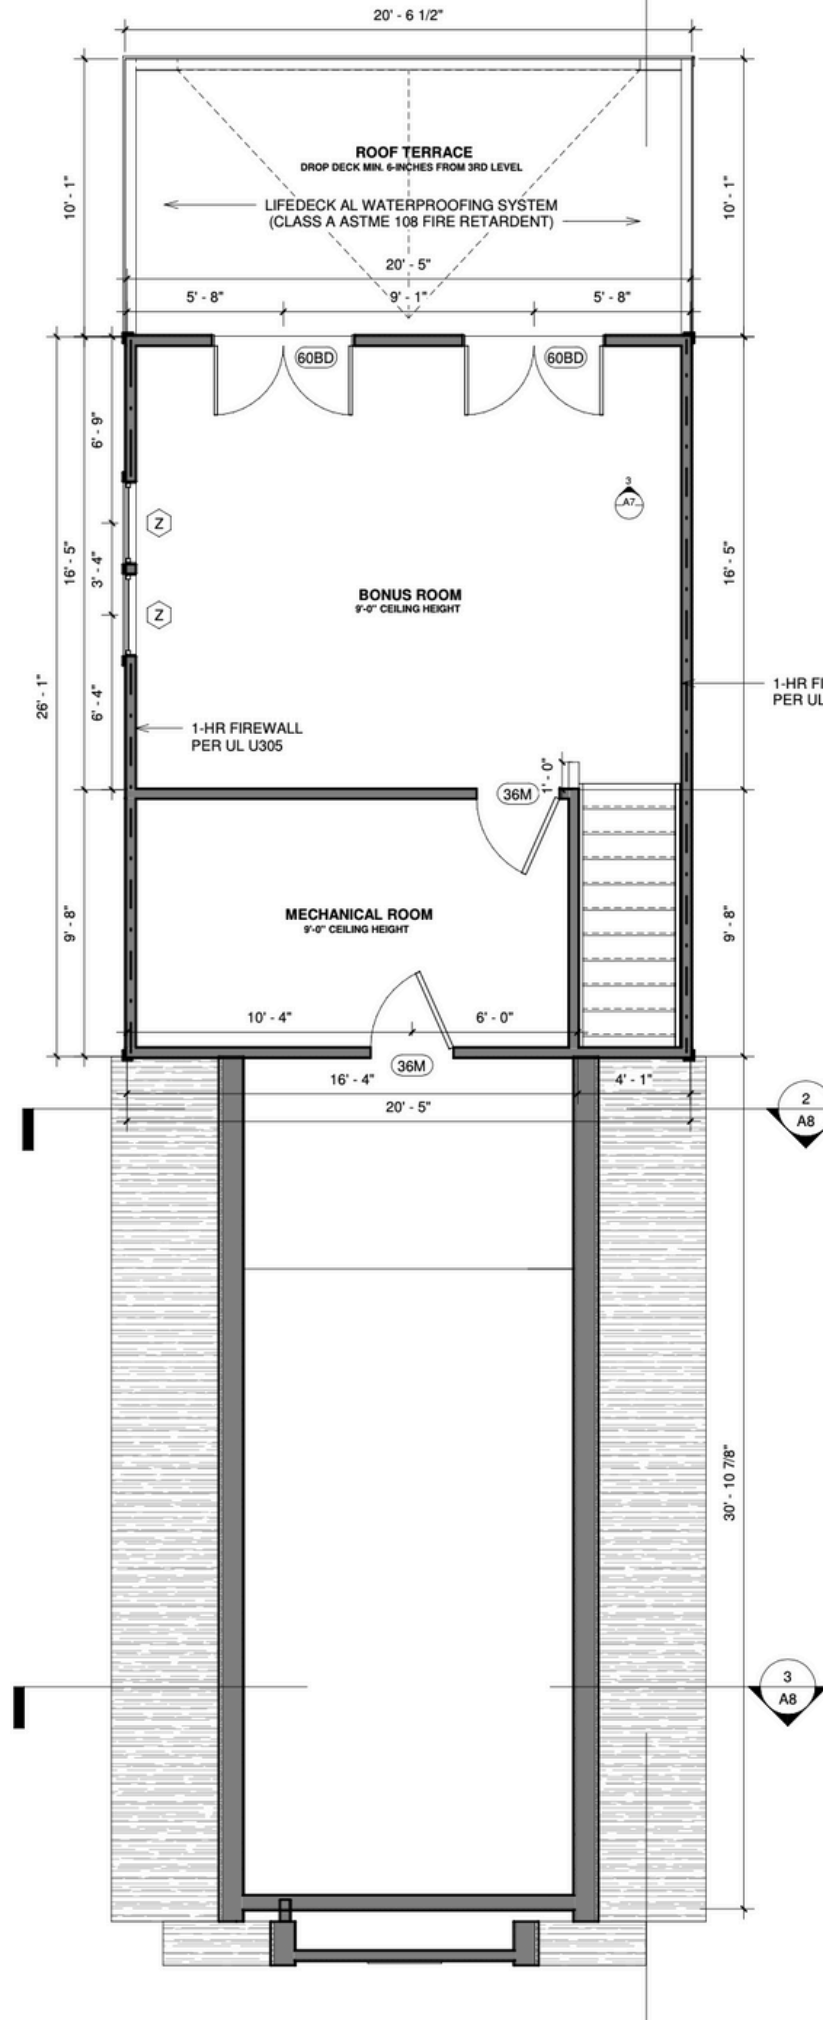 20' - 6 1/2"
10' - 1"
10' - 1"
ROOF TERRACE
DROP DECK MIN. 6-INCHES FROM 3RD LEVEL
LIFEDECK AL WATERPROOFING SYSTEM
(CLASS A ASTME 108 FIRE RETARDENT)
20' - 5"
5' - 8"
9' - 1"
5' - 8"
60BD
60BD
6' - 9"
3
A7
Z
16' - 5"
3' - 4"
16' - 5"
BONUS ROOM
9'-0" CEILING HEIGHT
Z
26' - 1"
6' - 4"
1-HR FIREWALL
PER UL U305
1-HR
PER UL
1' - 0"
36M
MECHANICAL ROOM
9'-0" CEILING HEIGHT
9' - 8"
9' - 8"
10' - 4"
6' - 0"
36M
16' - 4"
4' - 1"
20' - 5"
2
A8
30' - 10 7/8"
3
A8